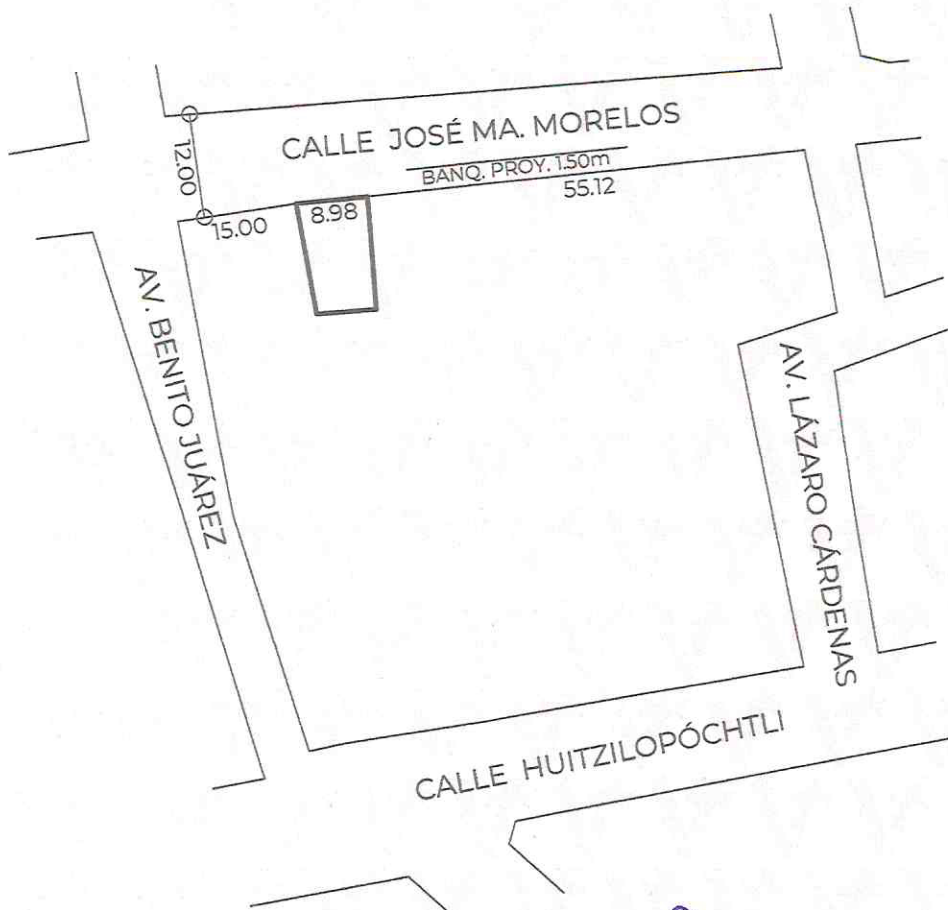 CALLE JOSÉ MA. MORELOS
BANQ. PROY. 1.50m
55.12
12.00
15.00
8.98
AV. BENITO JUÁREZ
AV. LÁZARO CÁRDENAS
CALLE HUITZILOPÓCHTLI